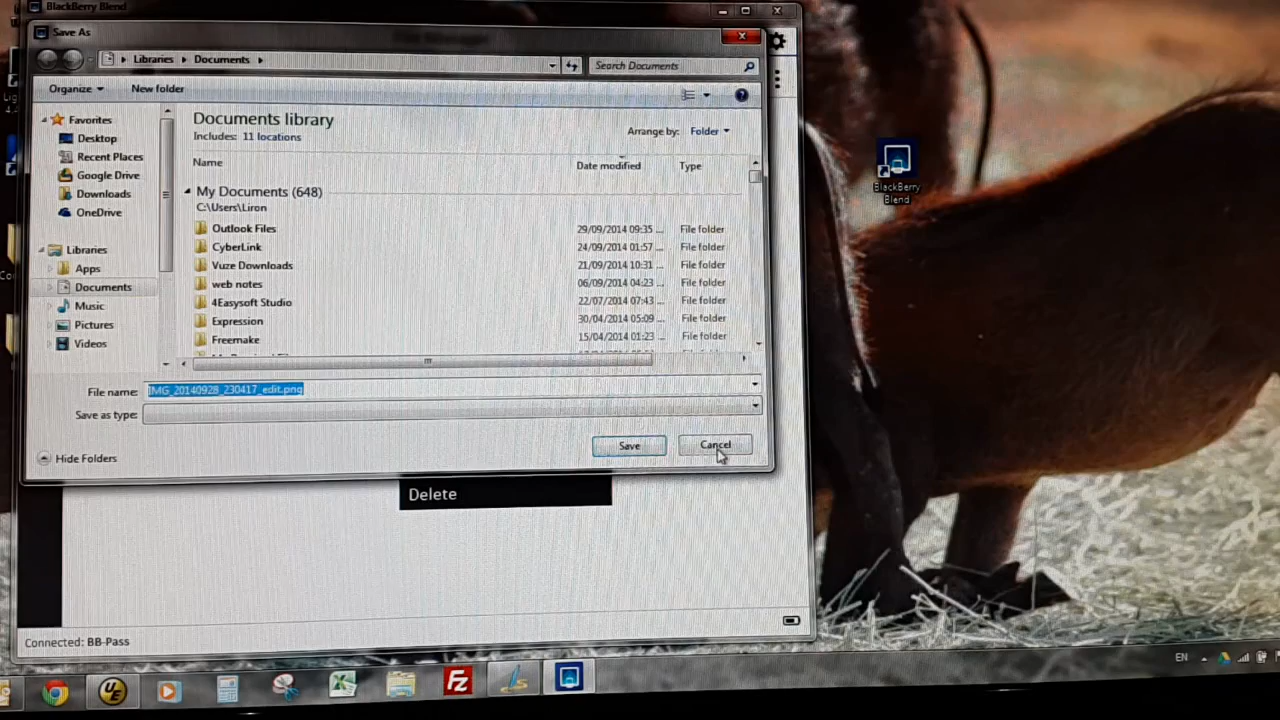 BlackBerry Blend
Save As
Libraries
Documents
Search Documents
Organize
New folder
Favorites
Desktop
Recent Places
Google Drive
Downloads
OneDrive
Libraries
Apps
Documents
Music
Pictures
Videos
Documents library
Includes: 11 locations
Arrange by: Folder
Name
Date modified
Type
My Documents (648)
C:\Users\Liron
Outlook Files 29/09/2014 09:35 ... File folder
CyberLink 24/09/2014 01:57 ... File folder
Vuze Downloads 21/09/2014 10:31 ... File folder
web notes 06/09/2014 04:23 ... File folder
4Easysoft Studio 22/07/2014 07:43 ... File folder
Expression 30/04/2014 05:09 ... File folder
Freemake 15/04/2014 01:23 ... File folder
File name: IMG_20140928_230417_edit.png
Save as type:
Hide Folders
Save
Cancel
Delete
Connected: BB-Pass
BlackBerry
Blend
UE
Fz
EN